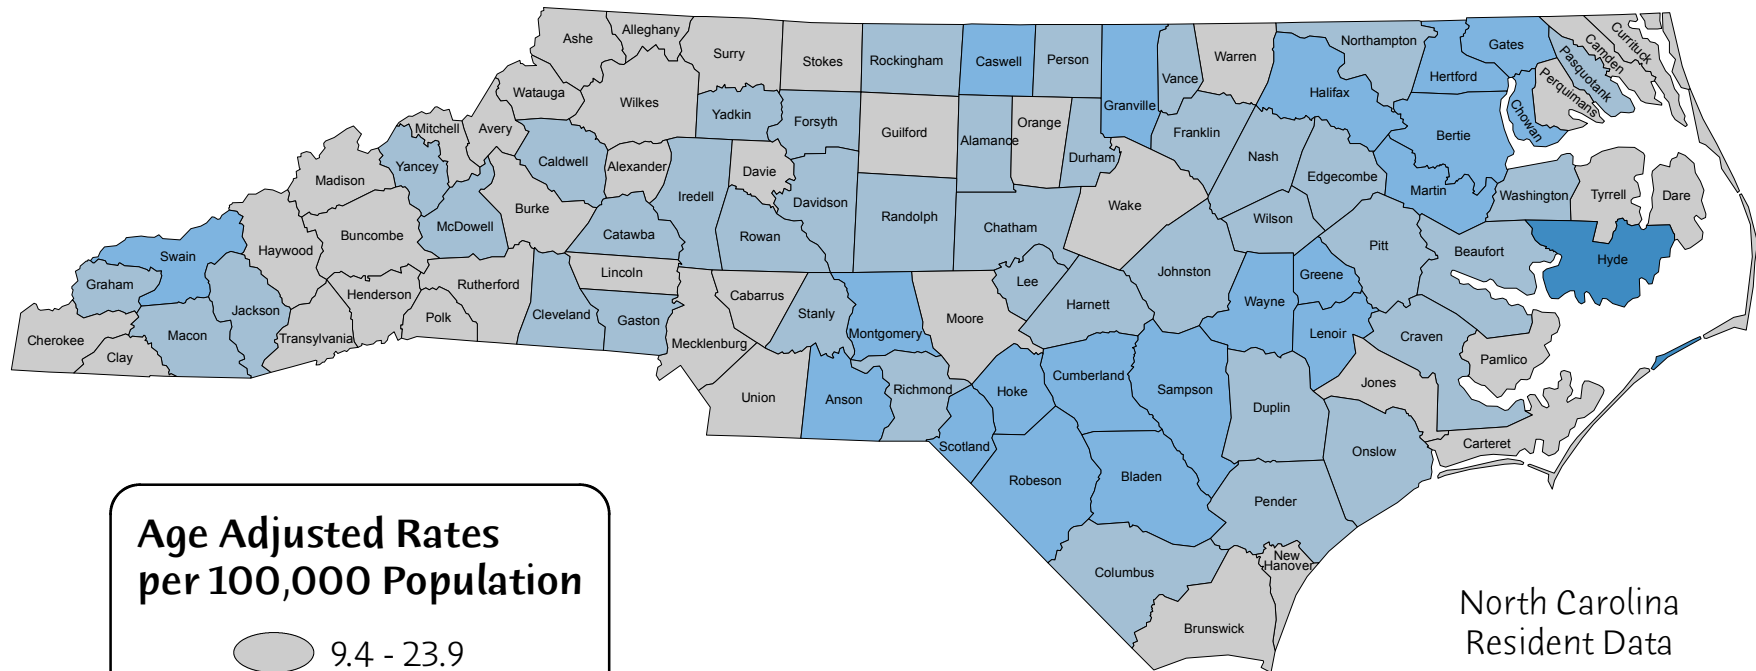 Ashe
Alleghany
Surry
Stokes
Rockingham
Caswell
Person
Granville
Vance
Warren
Northampton
Halifax
Hertford
Gates
Pasquotank
Camden
Currituck
Perquimans
Chowan
Bertie
Watauga
Wilkes
Yadkin
Forsyth
Guilford
Alamance
Orange
Durham
Franklin
Nash
Edgecombe
Martin
Washington
Tyrrell
Dare
Mitchell
Avery
Caldwell
Alexander
Davie
Madison
Yancey
Iredell
Davidson
Randolph
Chatham
Wake
Wilson
Pitt
Beaufort
Hyde
Buncombe
McDowell
Burke
Catawba
Rowan
Swain
Haywood
Lincoln
Lee
Johnston
Greene
Wayne
Graham
Jackson
Henderson
Rutherford
Cabarrus
Stanly
Montgomery
Moore
Harnett
Lenoir
Craven
Cherokee
Clay
Macon
Transylvania
Polk
Cleveland
Gaston
Mecklenburg
Pamlico
Union
Anson
Richmond
Hoke
Cumberland
Sampson
Duplin
Jones
Scotland
Robeson
Bladen
Onslow
Carteret
Pender
Columbus
New
Hanover
Brunswick
Age Adjusted Rates
per 100,000 Population
9.4 - 23.9
North Carolina
Resident Data